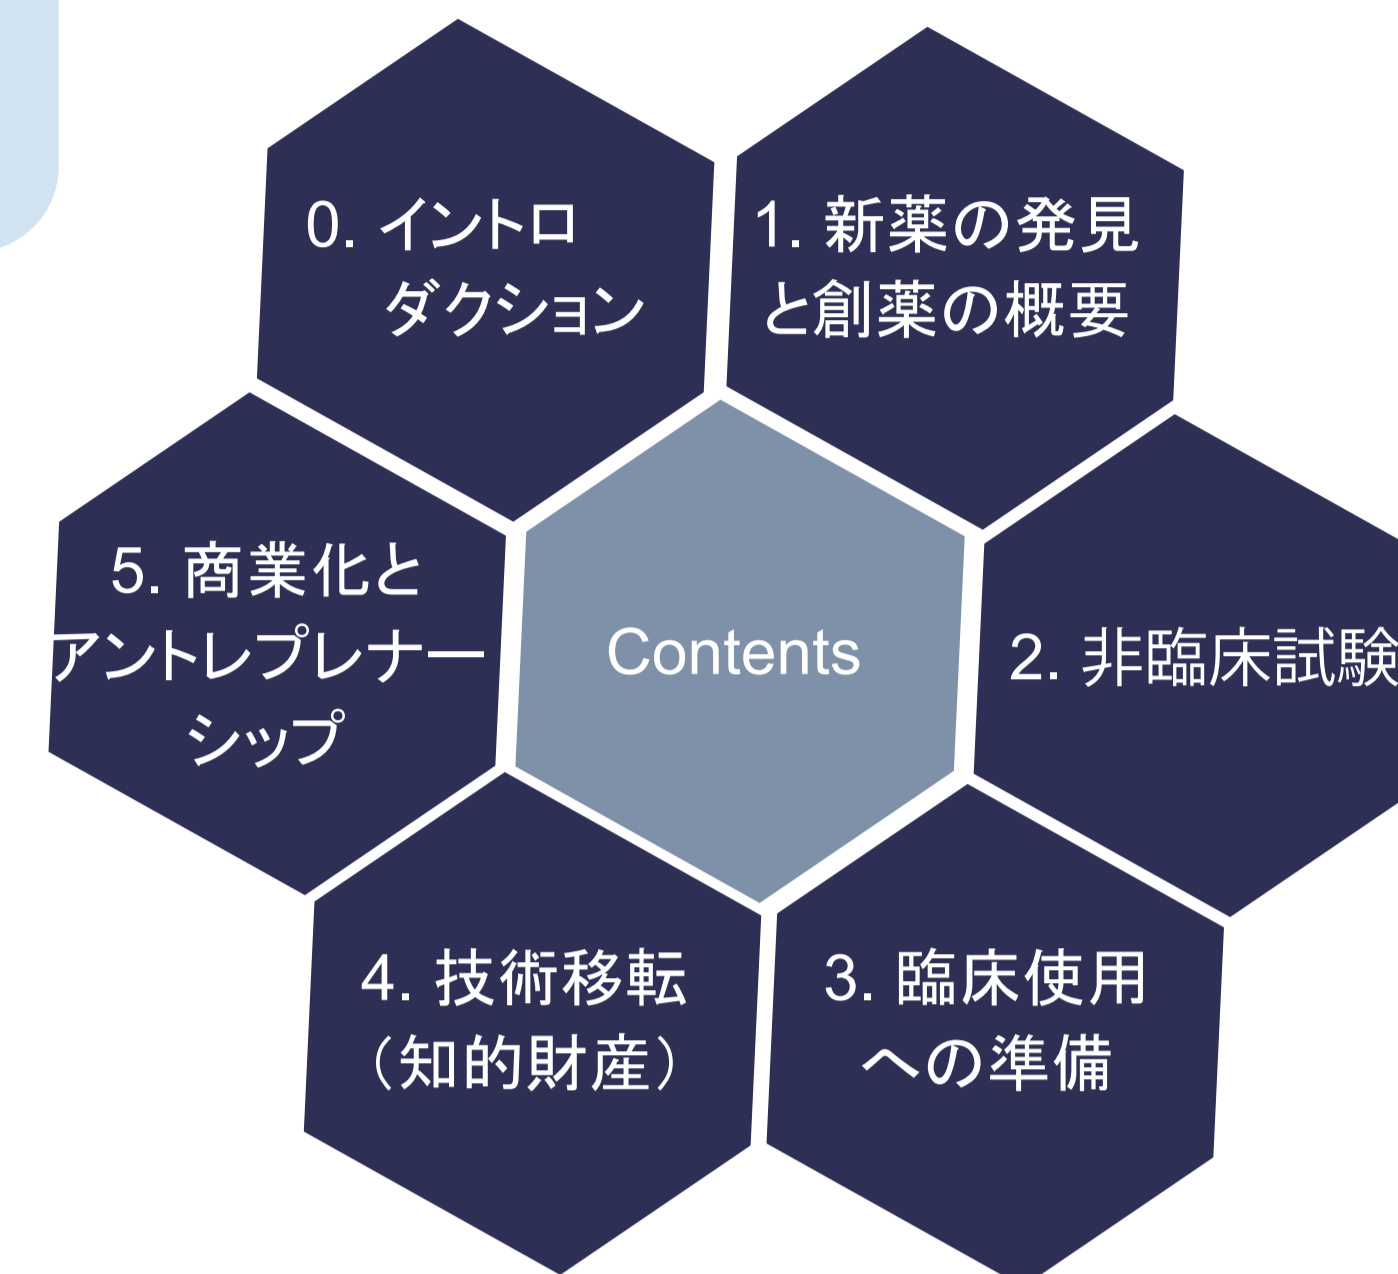 0. イントロ
ダクション
1. 新薬の発見
と創薬の概要
2. 非臨床試験
3. 臨床使用
への準備
4. 技術移転
（知的財産）
5. 商業化と
アントレプレナー
シップ
Contents